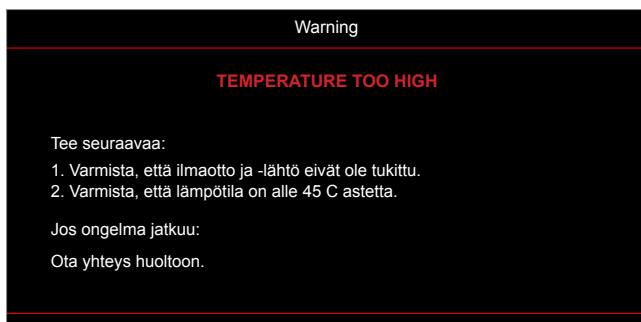 Warning
TEMPERATURE TOO HIGH
Tee seuraavaa:
1. Varmista, että ilmaotto ja -lähtö eivät ole tukittu.
2. Varmista, että lämpötila on alle 45 C astetta.
Jos ongelma jatkuu:
Ota yhteys huoltoon.